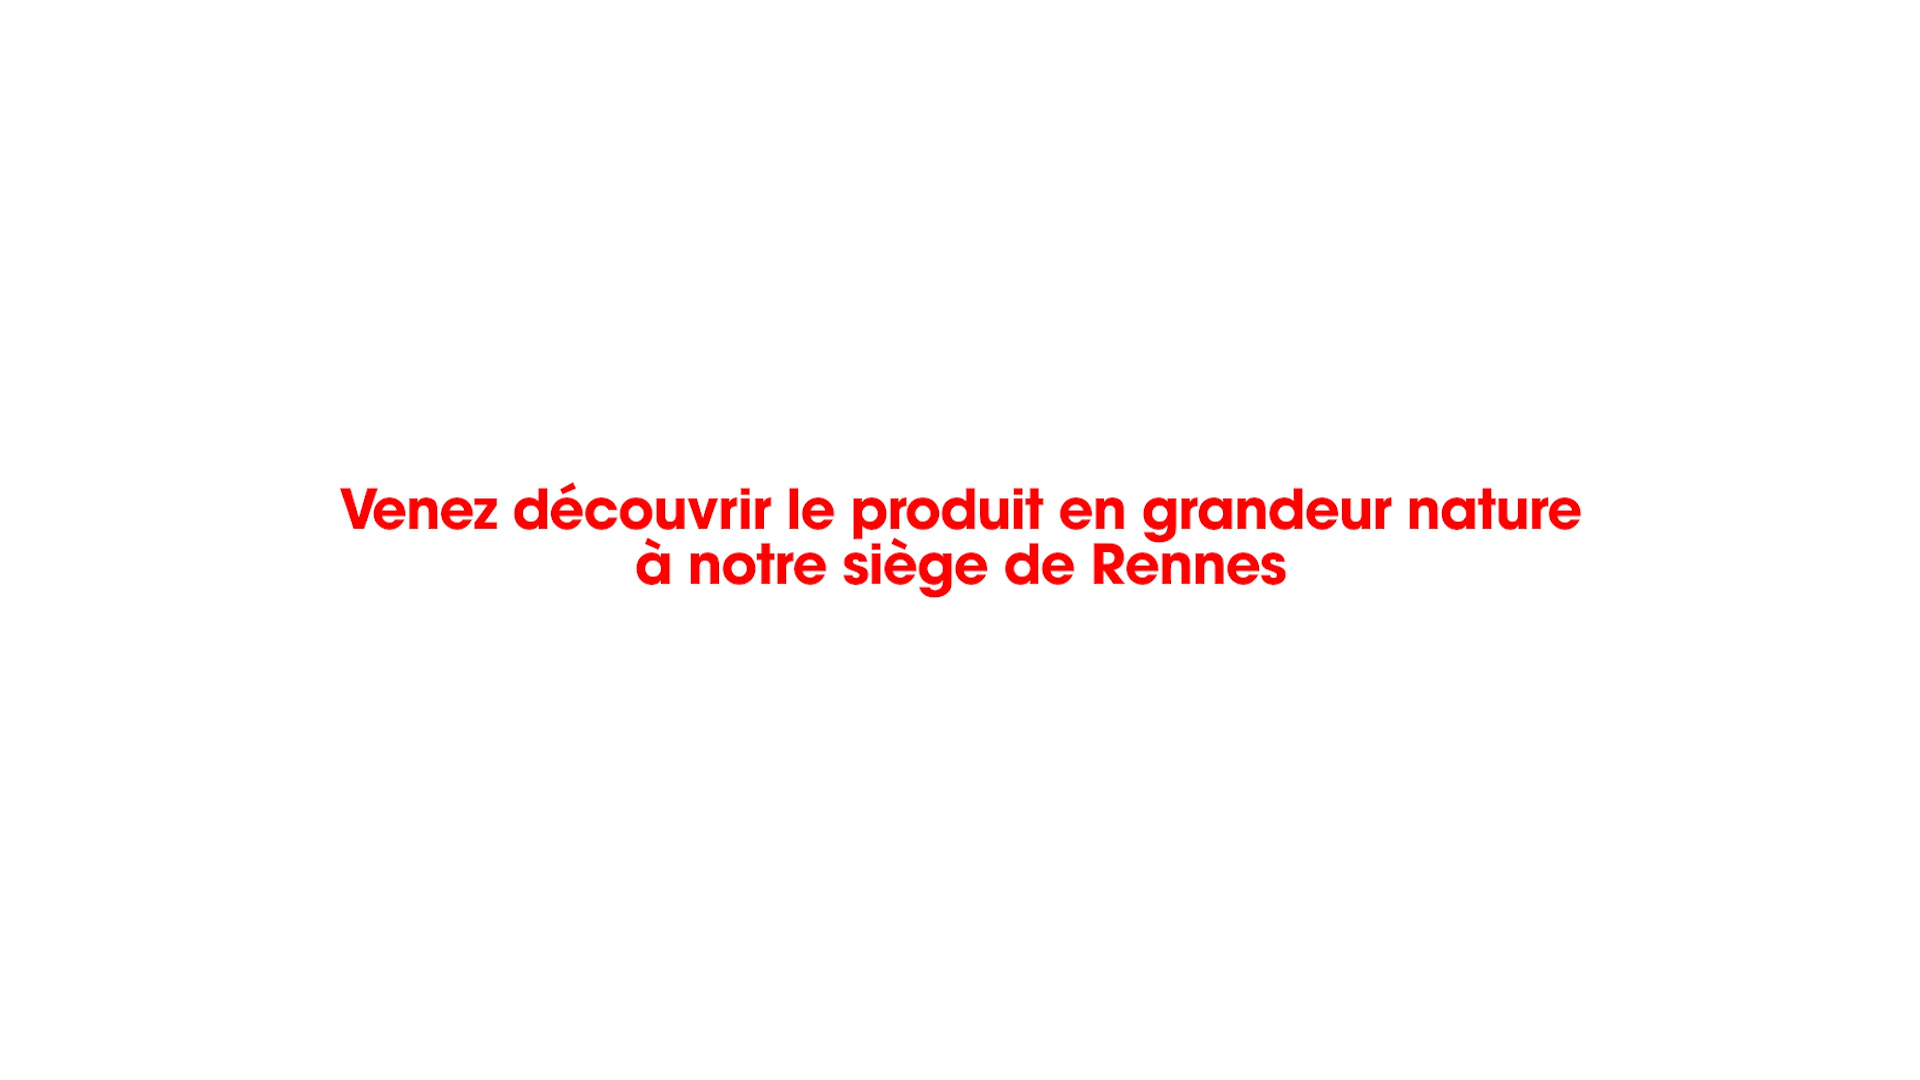 Venez découvrir le produit en grandeur nature
à notre siège de Rennes